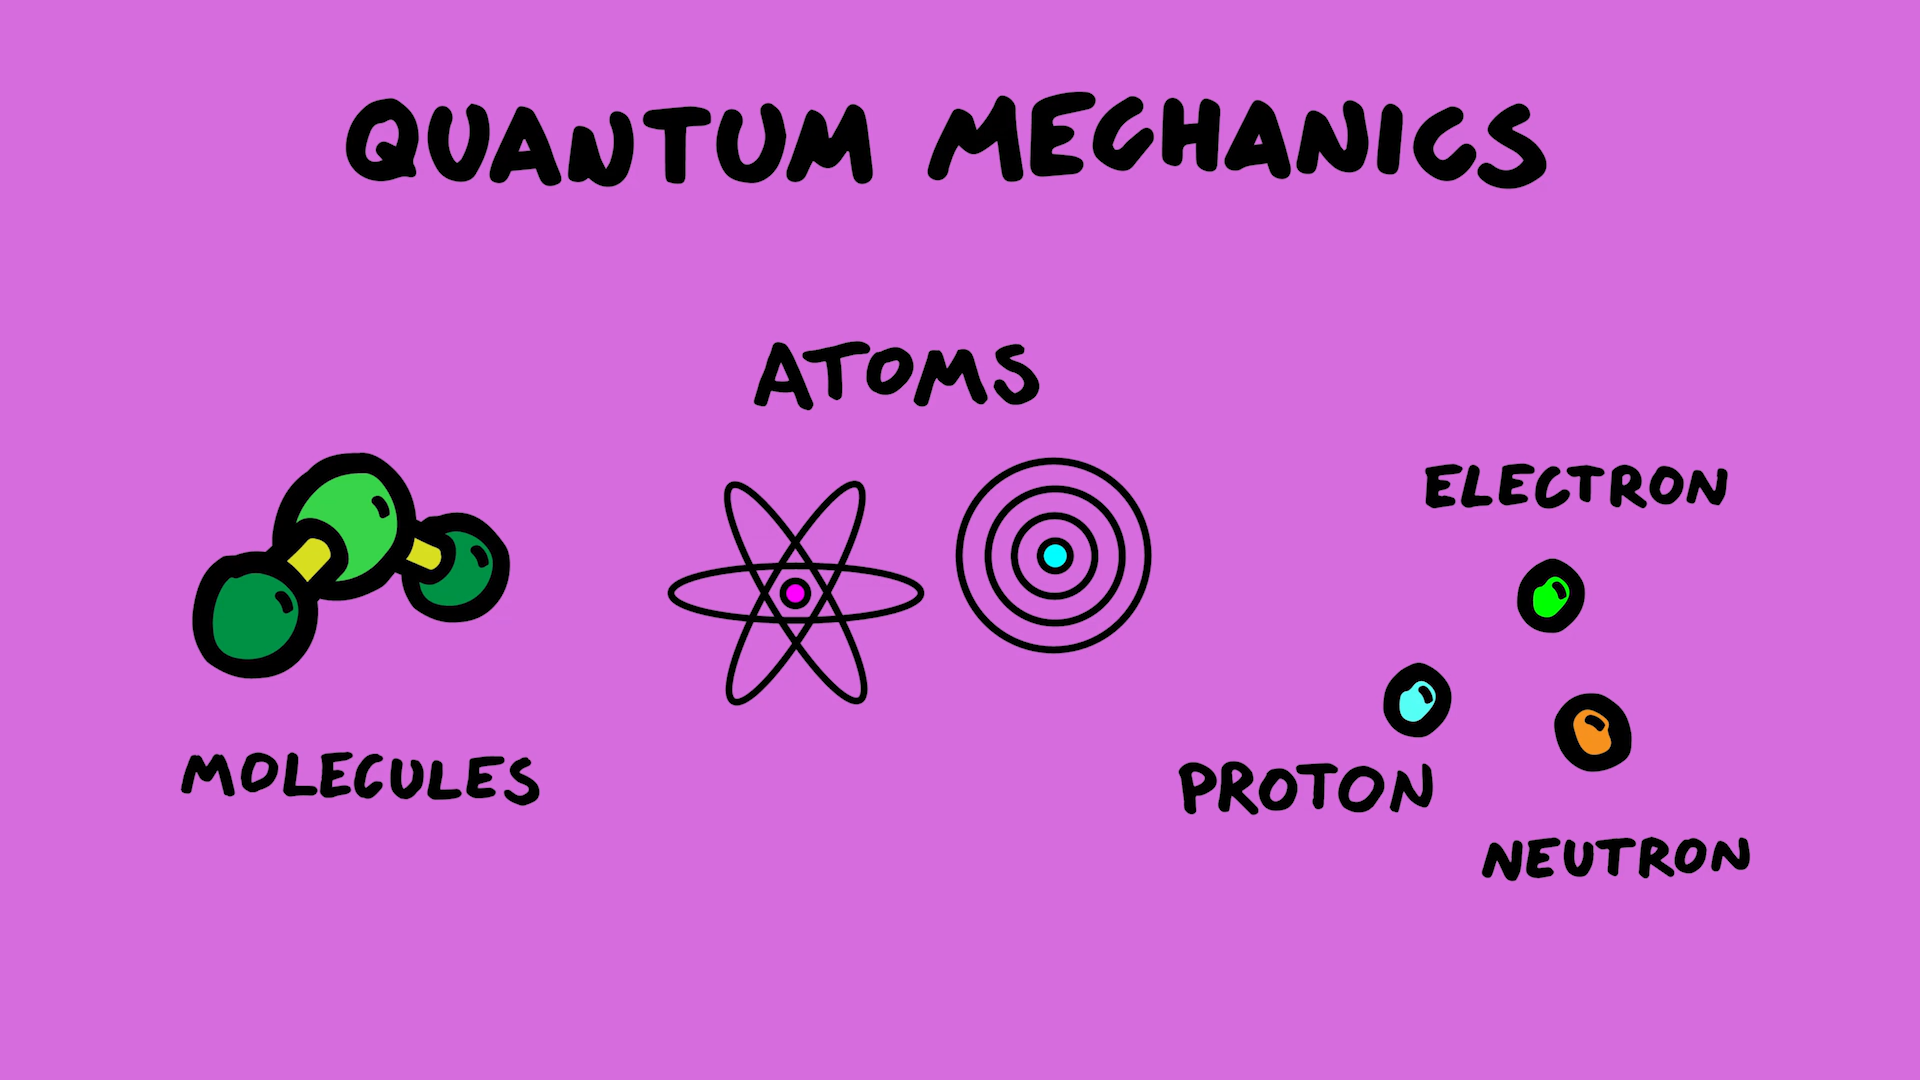 QUANTUM MECHANICS
ATOMS
ELECTRON
MOLECULES
PROTON
NEUTRON